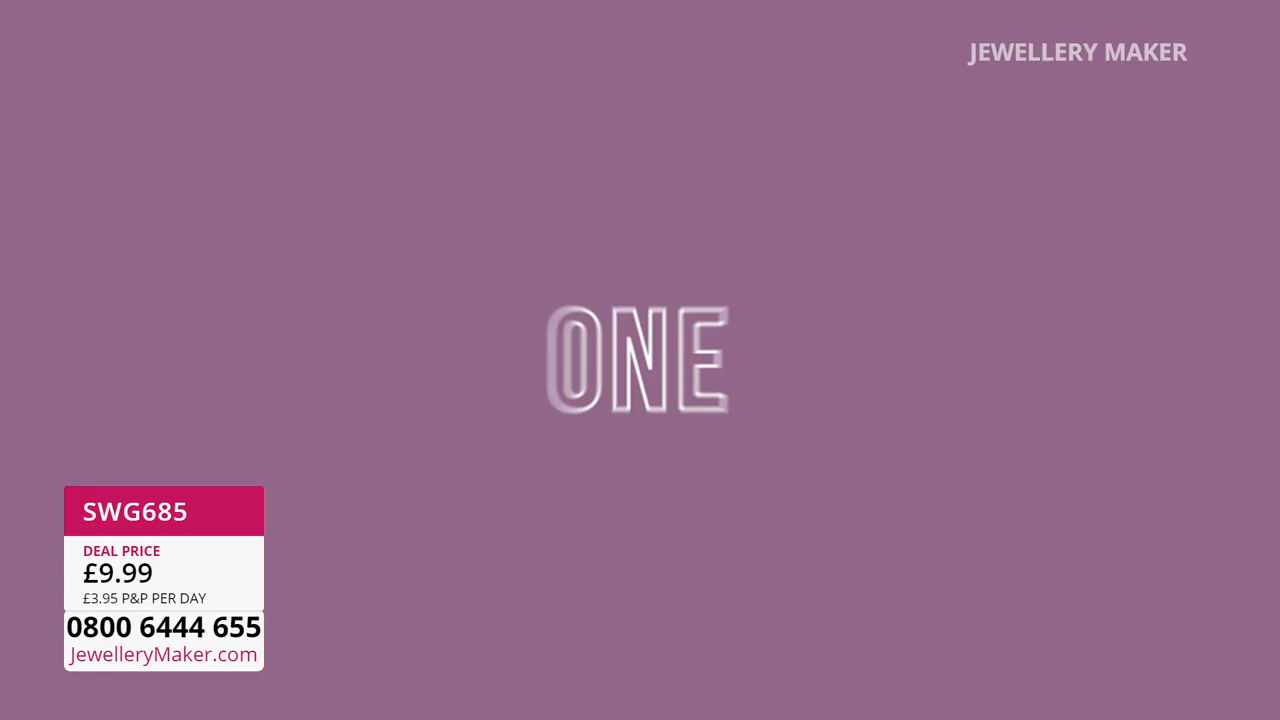 JEWELLERY MAKER
ONE
SWG685
DEAL PRICE
£9.99
£3.95 P&P PER DAY
0800 6444 655
JewelleryMaker.com